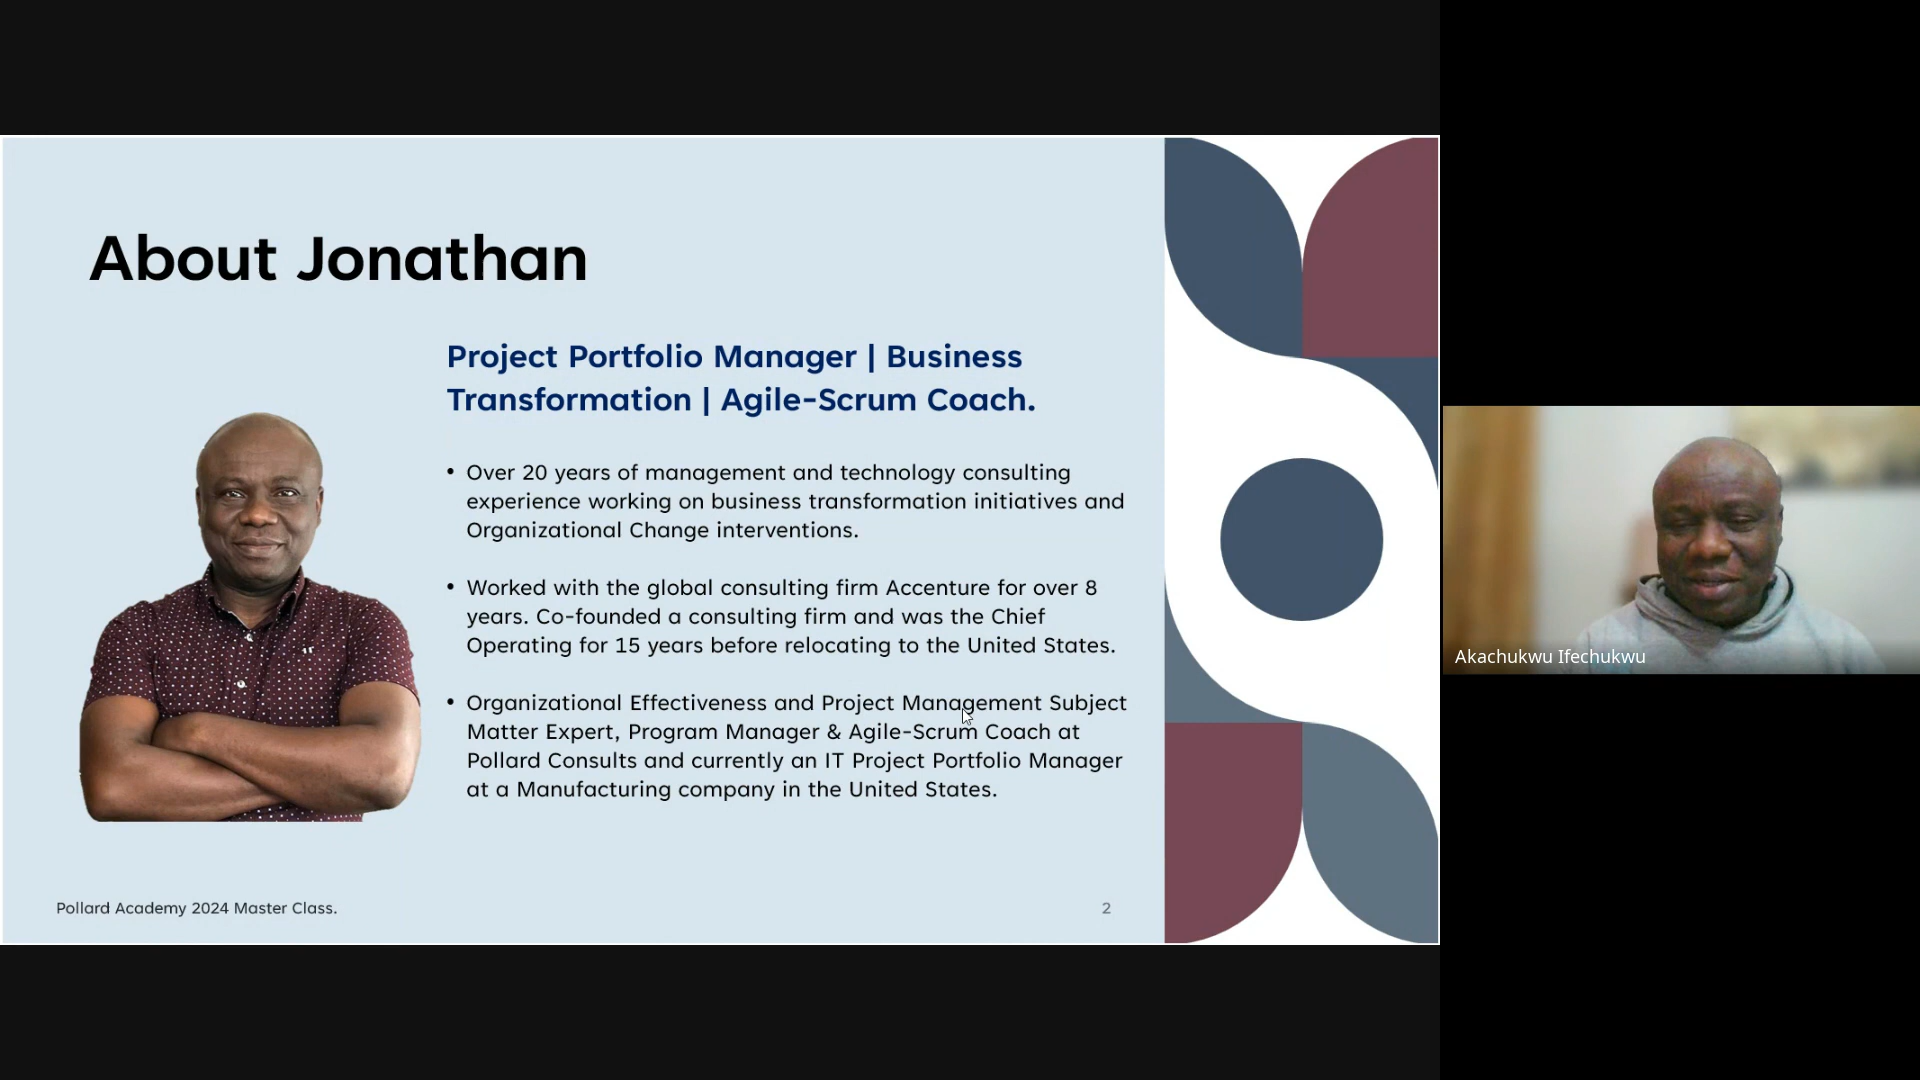 About Jonathan
Project Portfolio Manager | Business
Transformation | Agile-Scrum Coach.
• Over 20 years of management and technology consulting
experience working on business transformation initiatives and
Organizational Change interventions.
• Worked with the global consulting firm Accenture for over 8
years. Co-founded a consulting firm and was the Chief
Operating for 15 years before relocating to the United States.
• Organizational Effectiveness and Project Management Subject
Matter Expert, Program Manager & Agile-Scrum Coach at
Pollard Consults and currently an IT Project Portfolio Manager
at a Manufacturing company in the United States.
Pollard Academy 2024 Master Class.
2
Akachukwu Ifechukwu